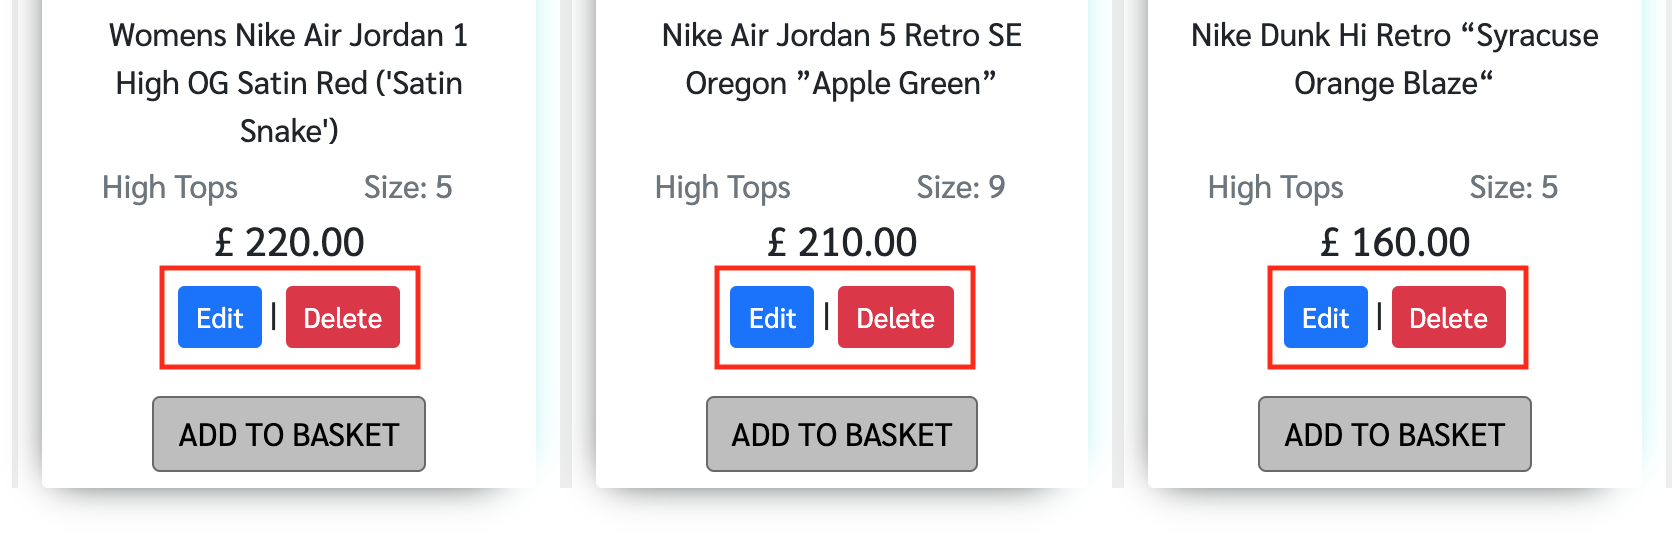 Womens Nike Air Jordan 1
High OG Satin Red ('Satin
Snake')
High Tops Size: 5
£ 220.00
Edit | Delete
ADD TO BASKET
Nike Air Jordan 5 Retro SE
Oregon ”Apple Green”
High Tops Size: 9
£ 210.00
Edit | Delete
ADD TO BASKET
Nike Dunk Hi Retro “Syracuse
Orange Blaze“
High Tops Size: 5
£ 160.00
Edit | Delete
ADD TO BASKET